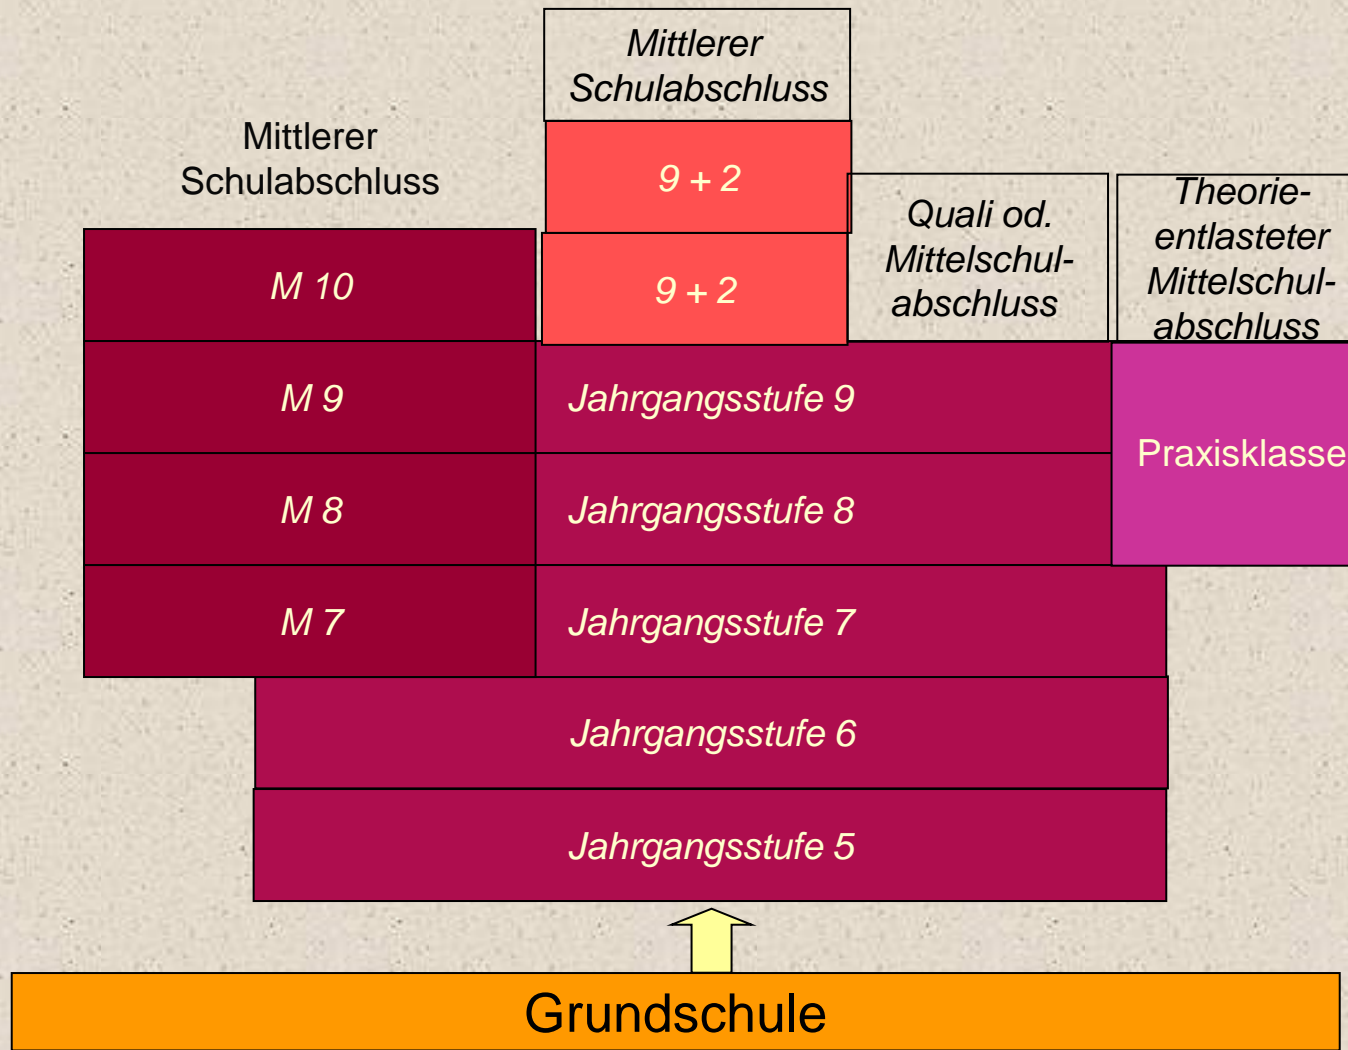 Mittlerer
Schulabschluss
Mittlerer
Schulabschluss
9 + 2
Quali od.
Mittelschul-
abschluss
Theorie-
entlasteter
Mittelschul-
abschluss
M 10
9 + 2
M 9
Jahrgangsstufe 9
Praxisklasse
M 8
Jahrgangsstufe 8
M 7
Jahrgangsstufe 7
Jahrgangsstufe 6
Jahrgangsstufe 5
Grundschule